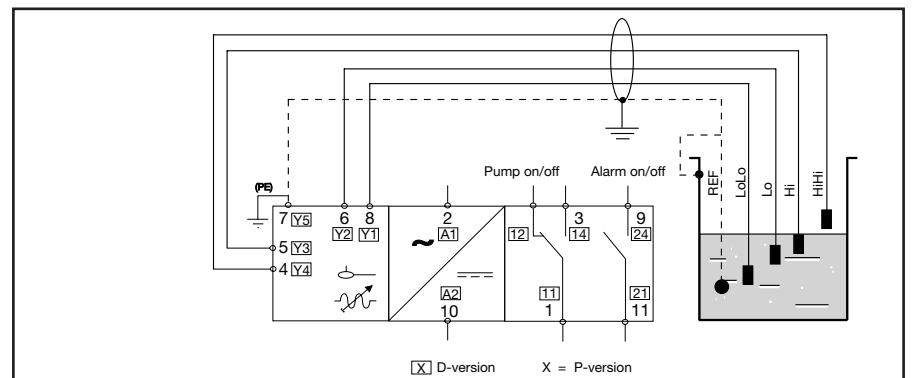 Pump on/off
Alarm on/off
REF
LoLo
Lo
Hi
HiHi
(PE)
7 Y5
6
8
2
3
9
Y2
Y1
A1
12
14
24
5 Y3
4 Y4
~
A2
11
21
10
1
11
X D-version
X = P-version